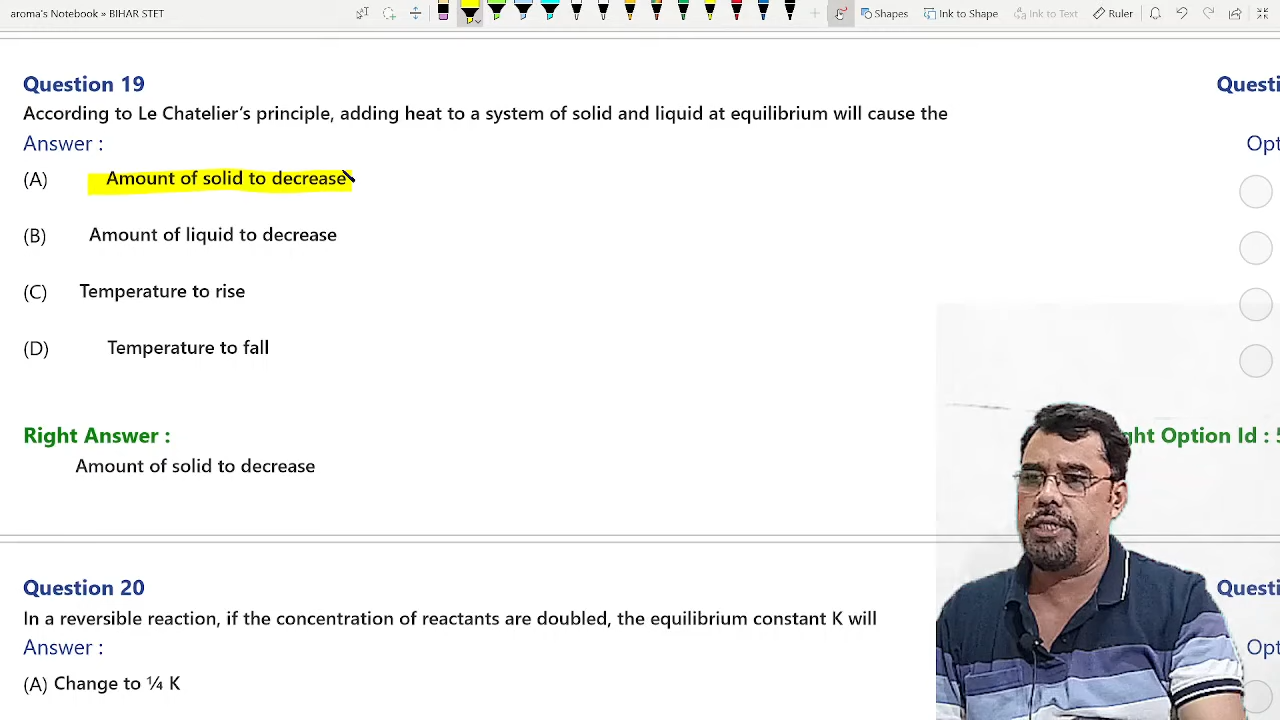 aroma's Notebook » BIHAR STET
Shapes
Ink to Shape
Ink to Text
Ruler
Question 19
Questi
According to Le Chatelier's principle, adding heat to a system of solid and liquid at equilibrium will cause the
Answer :
Opt
(A) Amount of solid to decrease
(B) Amount of liquid to decrease
(C) Temperature to rise
(D) Temperature to fall
Right Answer :
ght Option Id : 5
Amount of solid to decrease
Question 20
Questi
In a reversible reaction, if the concentration of reactants are doubled, the equilibrium constant K will
Answer :
Opt
(A) Change to ¼ K